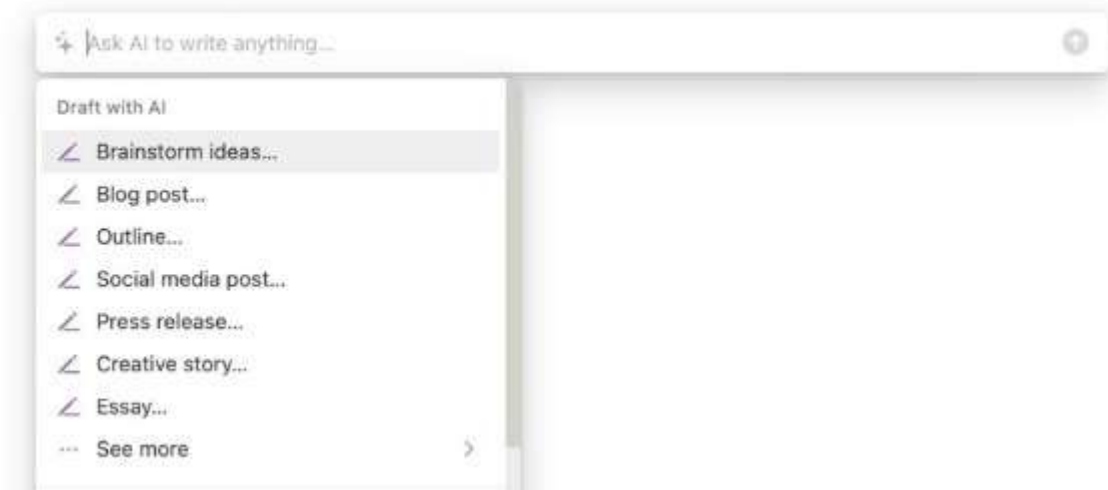 Ask AI to write anything...
Draft with AI
Brainstorm ideas...
Blog post...
Outline...
Social media post...
Press release...
Creative story...
Essay...
See more